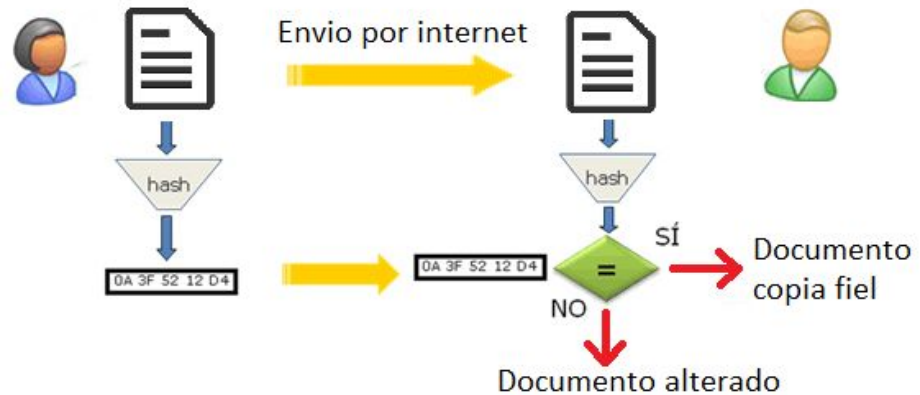 Envio por internet
hash
hash
0A 3F 52 12 D4
0A 3F 52 12 D4
=
SÍ
NO
Documento
copia fiel
Documento alterado